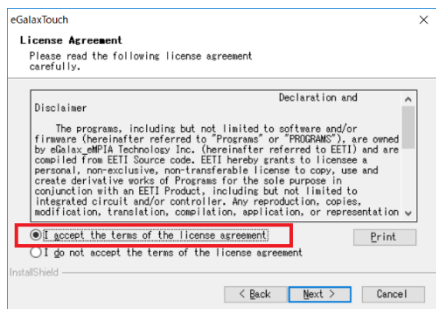 eGalaxTouch
License Agreement
Please read the following license agreement
carefully.
Declaration and
Disclaimer
The programs, including but not limited to software and/or
firmware (hereinafter referred to "Programs" or "PROGRAMS"), are owned
by eGalax_eMPIA Technology Inc. (hereinafter referred to EETI) and are
compiled from EETI Source code. EETI hereby grants to licensee a
personal, non-exclusive, non-transferable license to copy, use and
create derivative works of Programs for the sole purpose in
conjunction with an EETI Product, including but not limited to
integrated circuit and/or controller. Any reproduction, copies,
modification, translation, compilation, application, or representation
I accept the terms of the license agreement
Print
I do not accept the terms of the license agreement
InstallShield
< Back
Next >
Cancel